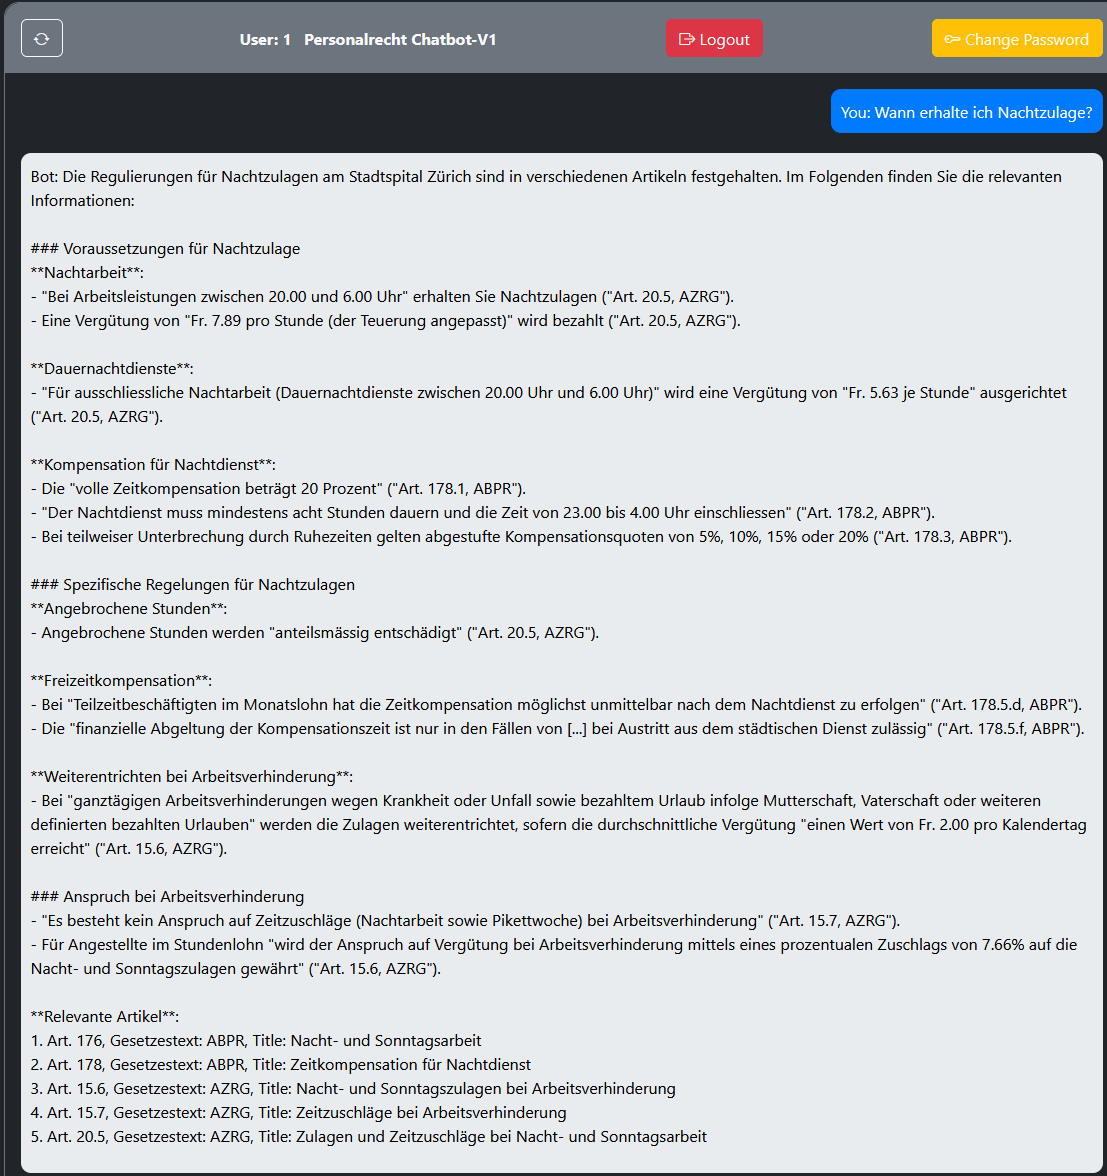 User: 1 Personalrecht Chatbot-V1
Logout
Change Password
You: Wann erhalte ich Nachtzulage?
Bot: Die Regulierungen für Nachtzulagen am Stadtspital Zürich sind in verschiedenen Artikeln festgehalten. Im Folgenden finden Sie die relevanten
Informationen:
### Voraussetzungen für Nachtzulage
**Nachtarbeit**:
- "Bei Arbeitsleistungen zwischen 20.00 und 6.00 Uhr" erhalten Sie Nachtzulagen ("Art. 20.5, AZRG").
- Eine Vergütung von "Fr. 7.89 pro Stunde (der Teuerung angepasst)" wird bezahlt ("Art. 20.5, AZRG").
**Dauernachtdienste**:
- "Für ausschliessliche Nachtarbeit (Dauernachtdienste zwischen 20.00 Uhr und 6.00 Uhr)" wird eine Vergütung von "Fr. 5.63 je Stunde" ausgerichtet
("Art. 20.5, AZRG").
**Kompensation für Nachtdienst**:
- Die "volle Zeitkompensation beträgt 20 Prozent" ("Art. 178.1, ABPR").
- "Der Nachtdienst muss mindestens acht Stunden dauern und die Zeit von 23.00 bis 4.00 Uhr einschliessen" ("Art. 178.2, ABPR").
- Bei teilweiser Unterbrechung durch Ruhezeiten gelten abgestufte Kompensationsquoten von 5%, 10%, 15% oder 20% ("Art. 178.3, ABPR").
### Spezifische Regelungen für Nachtzulagen
**Angebrochene Stunden**:
- Angebrochene Stunden werden "anteilsmässig entschädigt" ("Art. 20.5, AZRG").
**Freizeitkompensation**:
- Bei "Teilzeitbeschäftigten im Monatslohn hat die Zeitkompensation möglichst unmittelbar nach dem Nachtdienst zu erfolgen" ("Art. 178.5.d, ABPR").
- Die "finanzielle Abgeltung der Kompensationszeit ist nur in den Fällen von [...] bei Austritt aus dem städtischen Dienst zulässig" ("Art. 178.5.f, ABPR").
**Weiterentrichten bei Arbeitsverhinderung**:
- Bei "ganztägigen Arbeitsverhinderungen wegen Krankheit oder Unfall sowie bezahltem Urlaub infolge Mutterschaft, Vaterschaft oder weiteren
definierten bezahlten Urlauben" werden die Zulagen weiterentrichtet, sofern die durchschnittliche Vergütung "einen Wert von Fr. 2.00 pro Kalendertag
erreicht" ("Art. 15.6, AZRG").
### Anspruch bei Arbeitsverhinderung
- "Es besteht kein Anspruch auf Zeitzuschläge (Nachtarbeit sowie Pikettwoche) bei Arbeitsverhinderung" ("Art. 15.7, AZRG").
- Für Angestellte im Stundenlohn "wird der Anspruch auf Vergütung bei Arbeitsverhinderung mittels eines prozentualen Zuschlags von 7.66% auf die
Nacht- und Sonntagszulagen gewährt" ("Art. 15.6, AZRG").
**Relevante Artikel**:
1. Art. 176, Gesetzestext: ABPR, Title: Nacht- und Sonntagsarbeit
2. Art. 178, Gesetzestext: ABPR, Title: Zeitkompensation für Nachtdienst
3. Art. 15.6, Gesetzestext: AZRG, Title: Nacht- und Sonntagszulagen bei Arbeitsverhinderung
4. Art. 15.7, Gesetzestext: AZRG, Title: Zeitzuschläge bei Arbeitsverhinderung
5. Art. 20.5, Gesetzestext: AZRG, Title: Zulagen und Zeitzuschläge bei Nacht- und Sonntagsarbeit